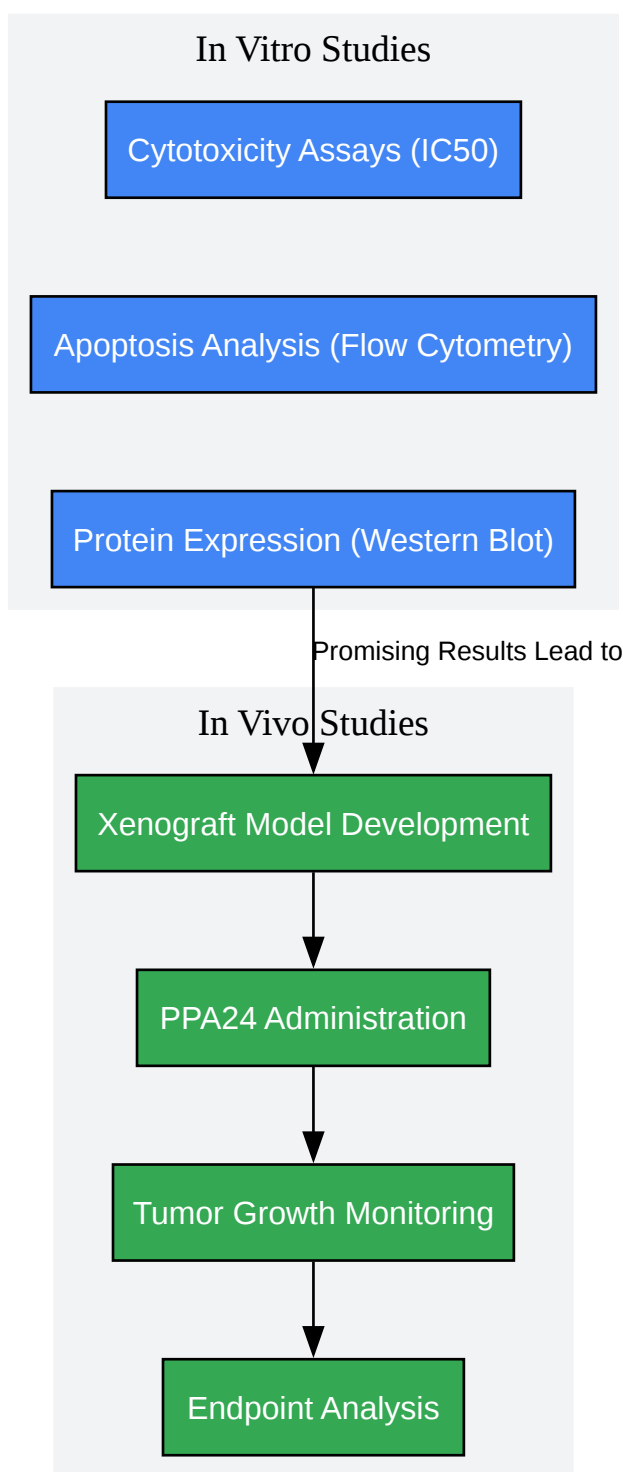 In Vitro Studies
Cytotoxicity Assays (IC50)
Apoptosis Analysis (Flow Cytometry)
Protein Expression (Western Blot)
Promising Results Lead to
In Vivo Studies
Xenograft Model Development
PPA24 Administration
Tumor Growth Monitoring
Endpoint Analysis